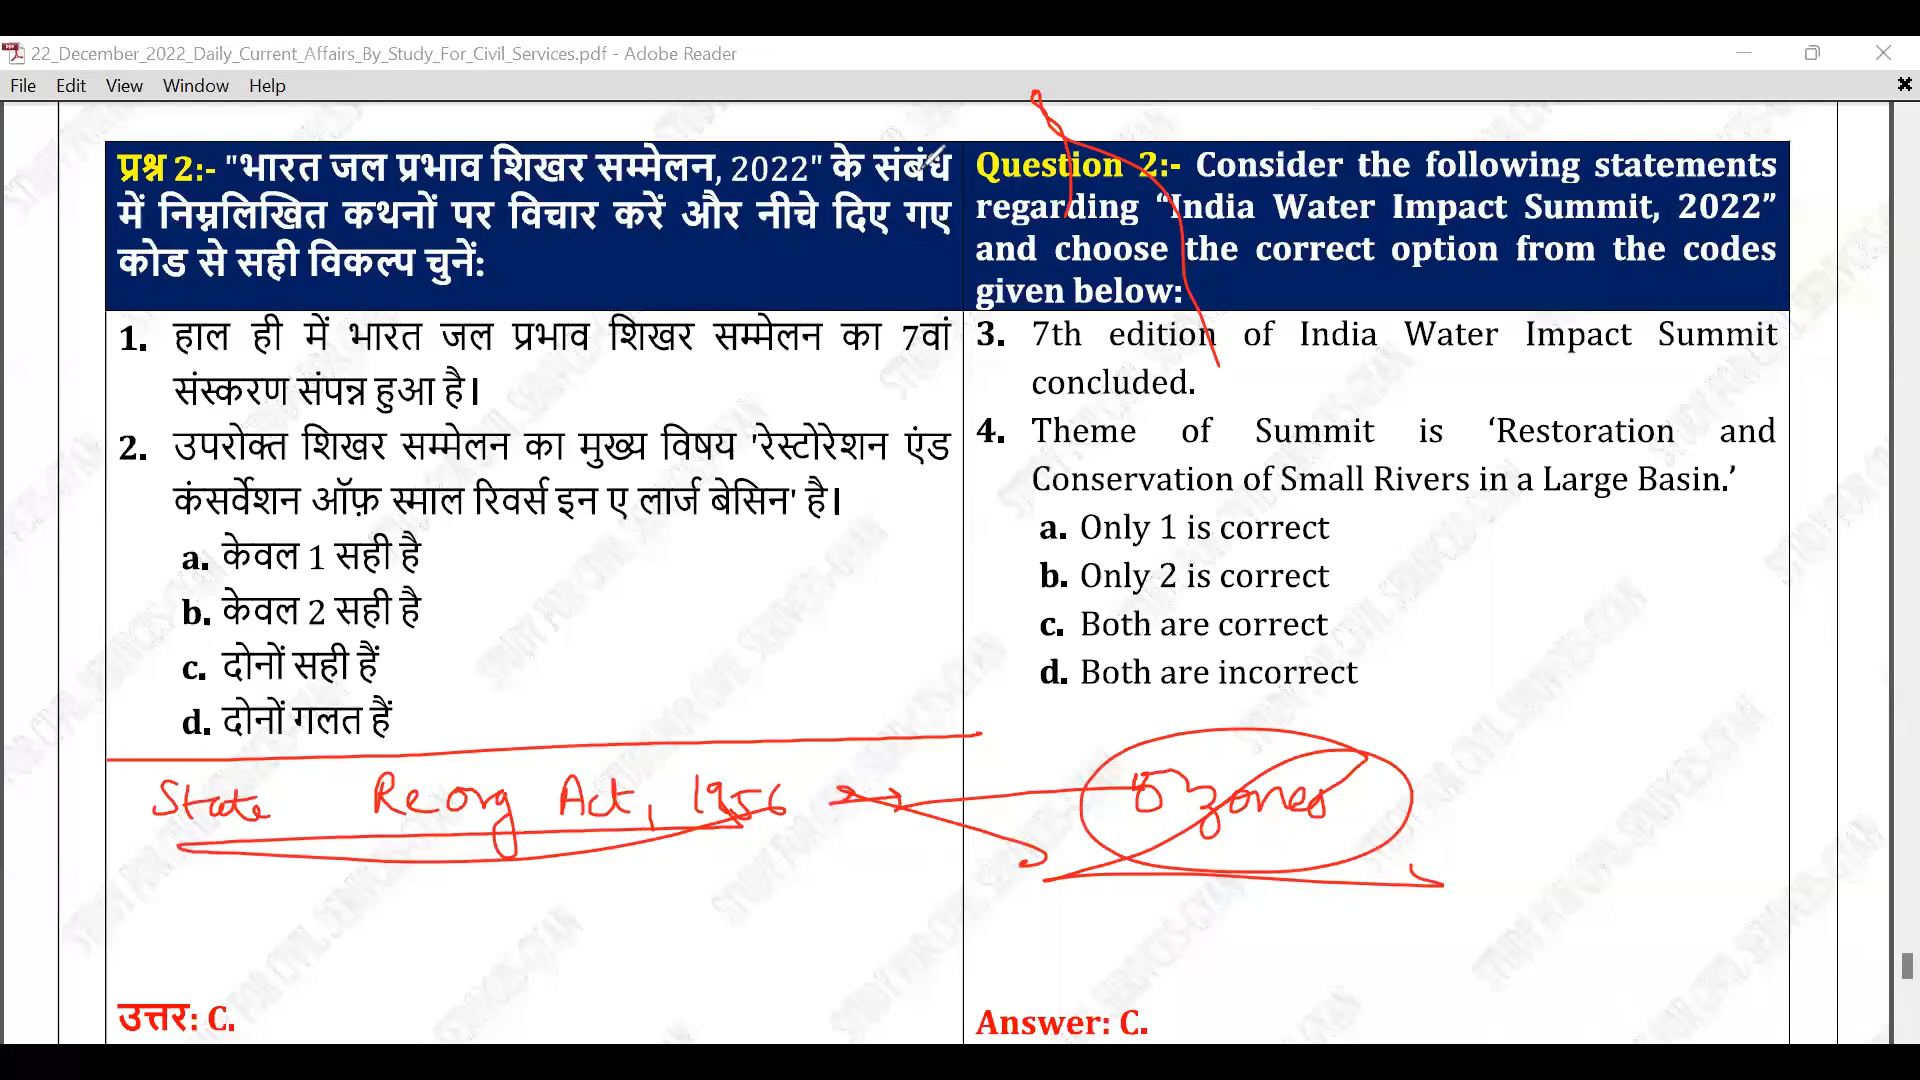 22_December_2022_Daily_Current_Affairs_By_Study_For_Civil_Services.pdf - Adobe Reader
File Edit View Window Help
प्रश्न 2:- "भारत जल प्रभाव शिखर सम्मेलन, 2022" के संबंध
में निम्नलिखित कथनों पर विचार करें और नीचे दिए गए
कोड से सही विकल्प चुनें:
1. हाल ही में भारत जल प्रभाव शिखर सम्मेलन का 7वां
संस्करण संपन्न हुआ है।
2. उपरोक्त शिखर सम्मेलन का मुख्य विषय 'रेस्टोरेशन एंड
कंसर्वेशन ऑफ़ स्माल रिवर्स इन ए लार्ज बेसिन' है।
a. केवल 1 सही है
b. केवल 2 सही है
c. दोनों सही हैं
d. दोनों गलत हैं
उत्तर: C.
Question 2:- Consider the following statements
regarding “India Water Impact Summit, 2022”
and choose the correct option from the codes
given below:
3. 7th edition of India Water Impact Summit
concluded.
4. Theme of Summit is ‘Restoration and
Conservation of Small Rivers in a Large Basin.’
a. Only 1 is correct
b. Only 2 is correct
c. Both are correct
d. Both are incorrect
Answer: C.
State Reorg Act, 1956
5 zones
STUDY FOR CIVIL SERVICES-GYAN